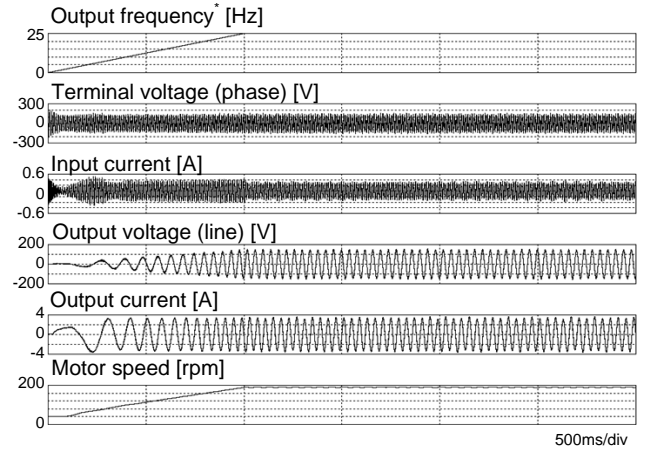 Output frequency* [Hz]
25
0
Terminal voltage (phase) [V]
300
0
-300
Input current [A]
0.6
0
-0.6
Output voltage (line) [V]
200
0
-200
Output current [A]
4
0
-4
Motor speed [rpm]
200
0
500ms/div